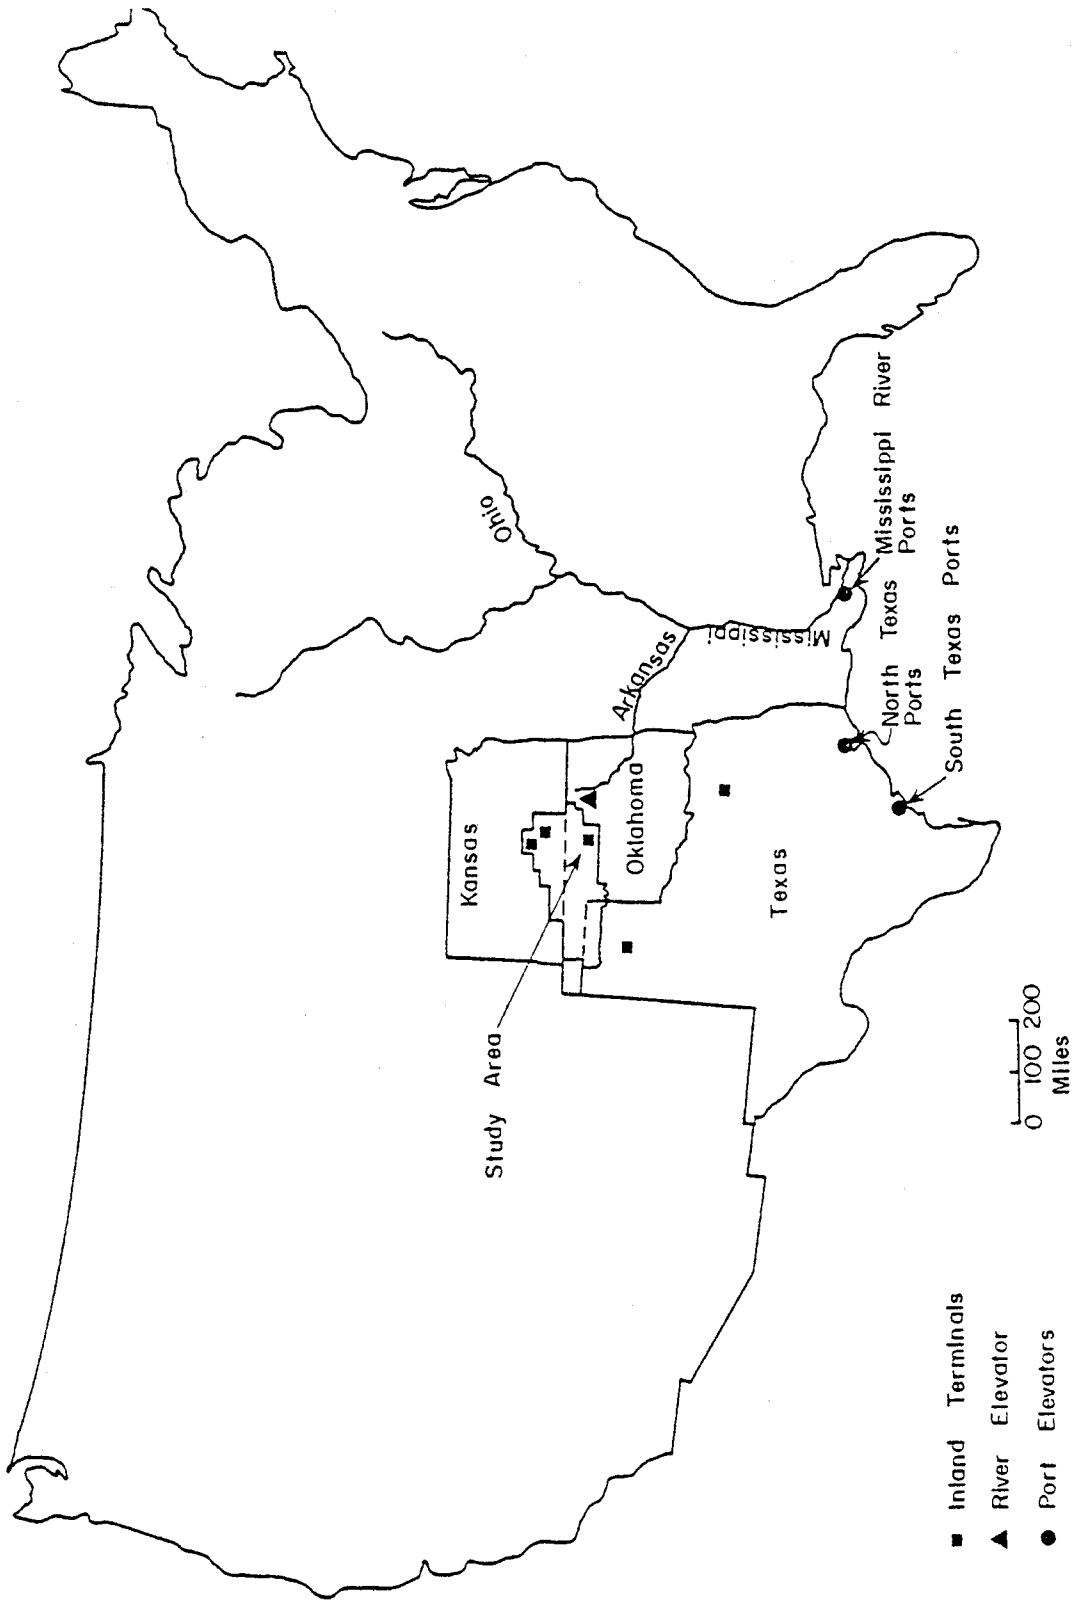 Ohio
Mississippi
Arkansas
Kansas
Oklahoma
Texas
Study Area
Mississippi River
Ports
North Texas
Ports
South Texas Ports
0 100 200
Miles
Inland Terminals
River Elevator
Port Elevators